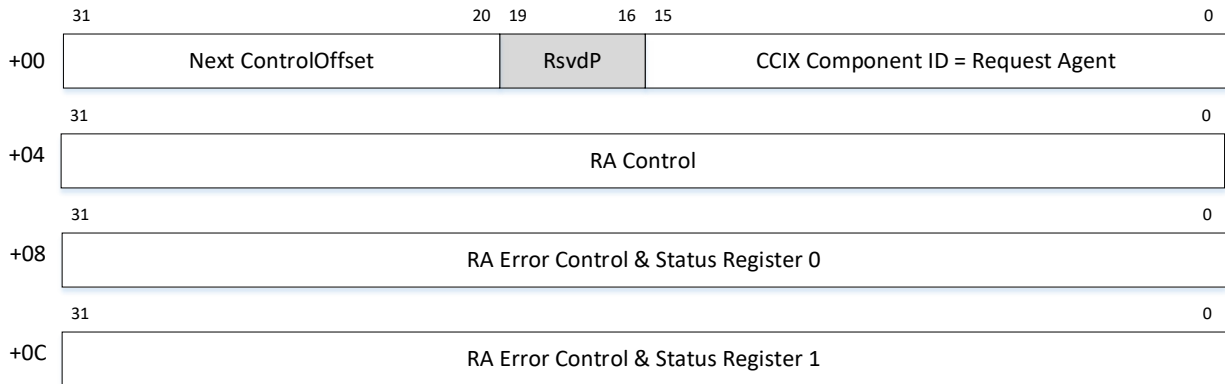 31 20 19 16 15 0
+00 Next ControlOffset RsvdP CCIX Component ID = Request Agent
31 0
+04 RA Control
31 0
+08 RA Error Control & Status Register 0
31 0
+0C RA Error Control & Status Register 1